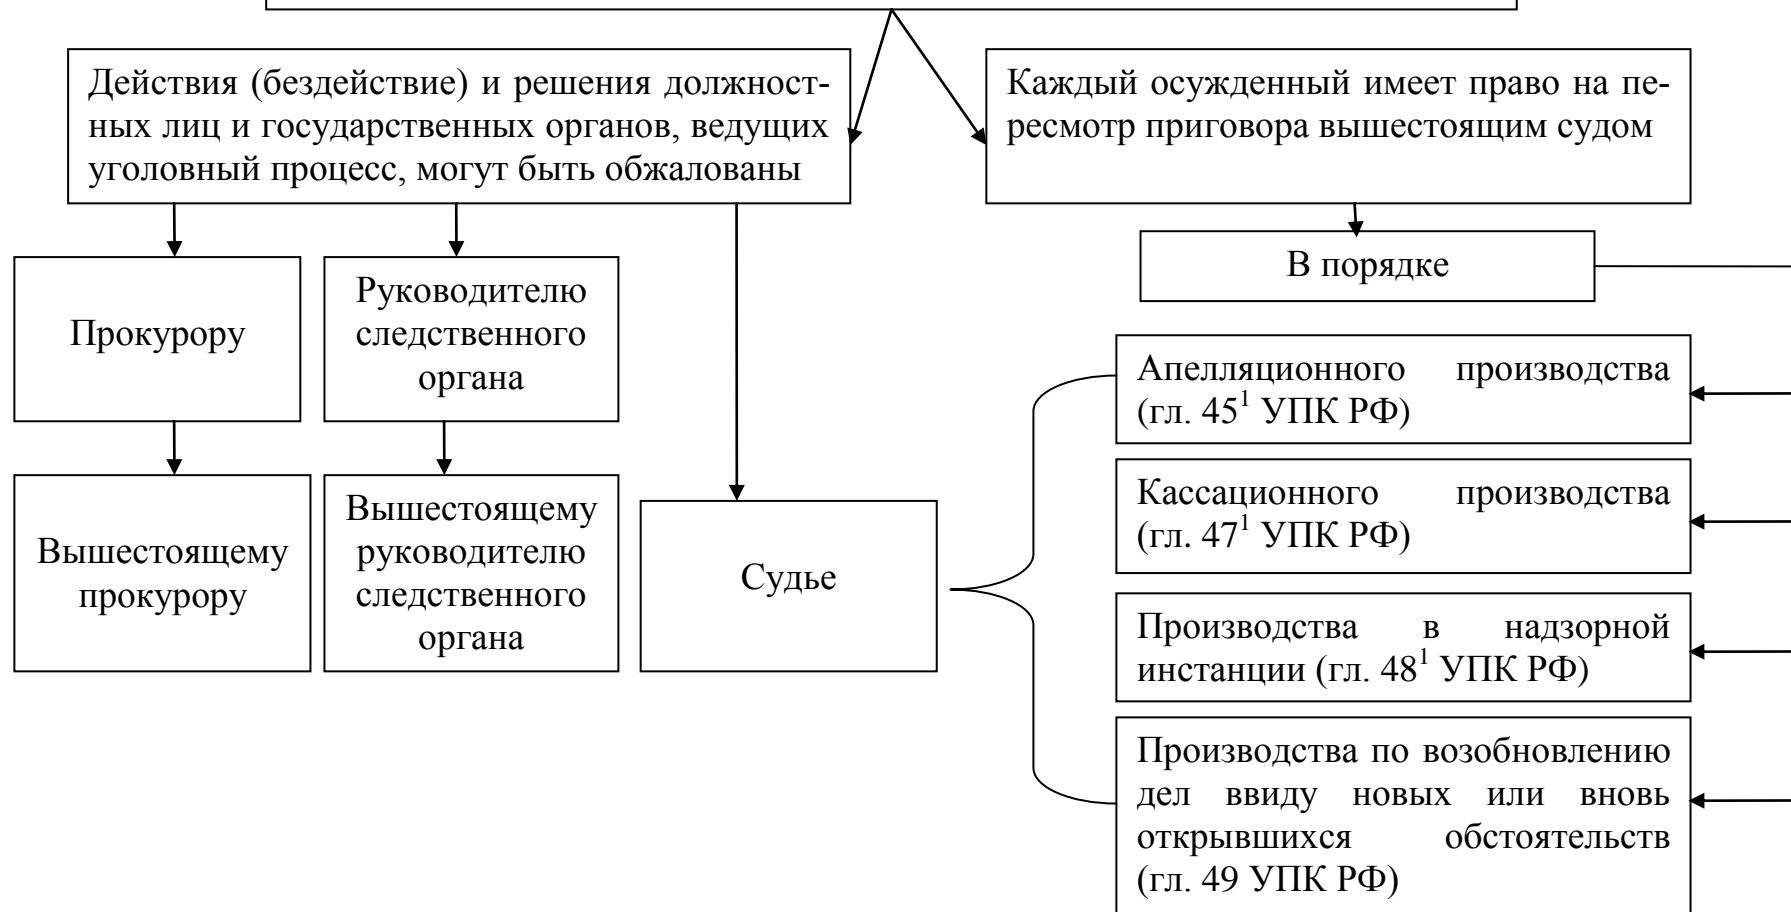 Действия (бездействие) и решения должност-
ных лиц и государственных органов, ведущих
уголовный процесс, могут быть обжалованы
Каждый осужденный имеет право на пе-
ресмотр приговора вышестоящим судом
Прокурору
Руководителю
следственного
органа
Вышестоящему
прокурору
Вышестоящему
руководителю
следственного
органа
Судье
В порядке
Апелляционного производства
(гл. 45¹ УПК РФ)
Кассационного производства
(гл. 47¹ УПК РФ)
Производства в надзорной
инстанции (гл. 48¹ УПК РФ)
Производства по возобновлению
дел ввиду новых или вновь
открывшихся обстоятельств
(гл. 49 УПК РФ)